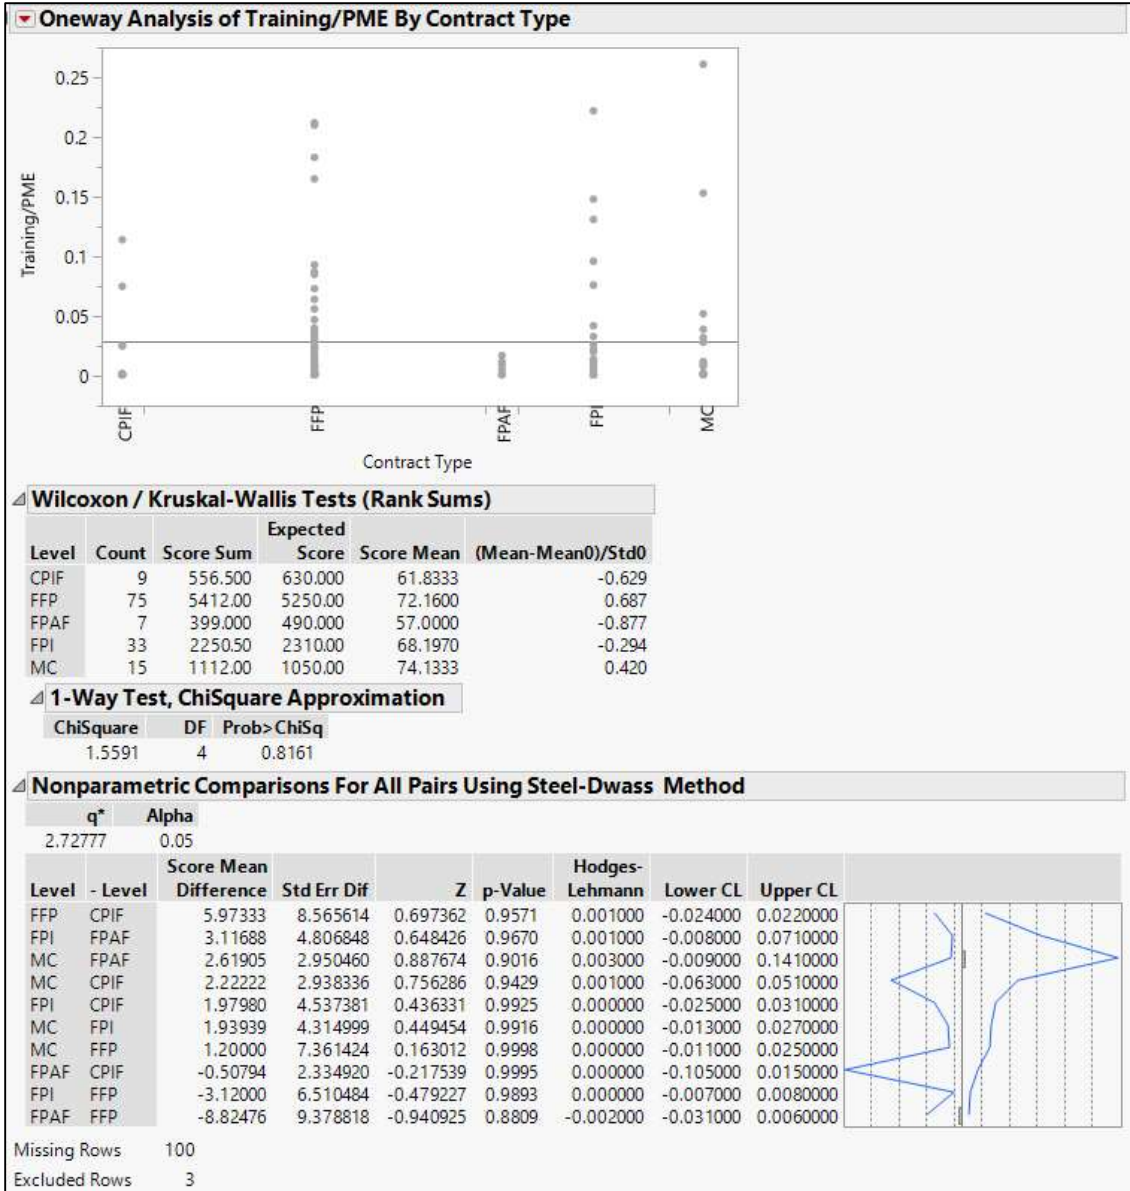 Oneway Analysis of Training/PME By Contract Type
0.25
0.2
0.15
0.1
0.05
0
Training/PME
CPIF
FFP
FPAF
FPI
MC
Contract Type
Wilcoxon / Kruskal-Wallis Tests (Rank Sums)
Expected
Level Count Score Sum Score Score Mean (Mean-Mean0)/Std0
CPIF 9 556.500 630.000 61.8333 -0.629
FFP 75 5412.00 5250.00 72.1600 0.687
FPAF 7 399.000 490.000 57.0000 -0.877
FPI 33 2250.50 2310.00 68.1970 -0.294
MC 15 1112.00 1050.00 74.1333 0.420
1-Way Test, ChiSquare Approximation
ChiSquare DF Prob>ChiSq
1.5591 4 0.8161
Nonparametric Comparisons For All Pairs Using Steel-Dwass Method
q* Alpha
2.72777 0.05
Score Mean Hodges-
Level - Level Difference Std Err Dif Z p-Value Lehmann Lower CL Upper CL
FFP CPIF 5.97333 8.565614 0.697362 0.9571 0.001000 -0.024000 0.0220000
FPI FPAF 3.11688 4.806848 0.648426 0.9670 0.001000 -0.008000 0.0710000
MC FPAF 2.61905 2.950460 0.887674 0.9016 0.003000 -0.009000 0.1410000
MC CPIF 2.22222 2.938336 0.756286 0.9429 0.001000 -0.063000 0.0510000
FPI CPIF 1.97980 4.537381 0.436331 0.9925 0.000000 -0.025000 0.0310000
MC FPI 1.93939 4.314999 0.449454 0.9916 0.000000 -0.013000 0.0270000
MC FFP 1.20000 7.361424 0.163012 0.9998 0.000000 -0.011000 0.0250000
FPAF CPIF -0.50794 2.334920 -0.217539 0.9995 0.000000 -0.105000 0.0150000
FPI FFP -3.12000 6.510484 -0.479227 0.9893 0.000000 -0.007000 0.0080000
FPAF FFP -8.82476 9.378818 -0.940925 0.8809 -0.002000 -0.031000 0.0060000
Missing Rows 100
Excluded Rows 3